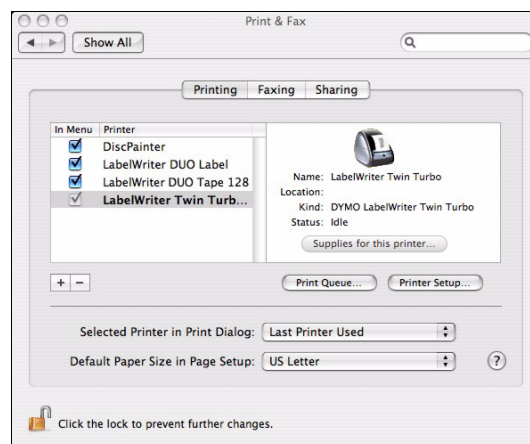 Print & Fax
Show All
Printing Faxing Sharing
In Menu Printer
DiscPainter
LabelWriter DUO Label
LabelWriter DUO Tape 128
LabelWriter Twin Turb...
Name: LabelWriter Twin Turbo
Location:
Kind: DYMO LabelWriter Twin Turbo
Status: Idle
Supplies for this printer...
+ −
Print Queue... Printer Setup...
Selected Printer in Print Dialog: Last Printer Used
Default Paper Size in Page Setup: US Letter ?
Click the lock to prevent further changes.